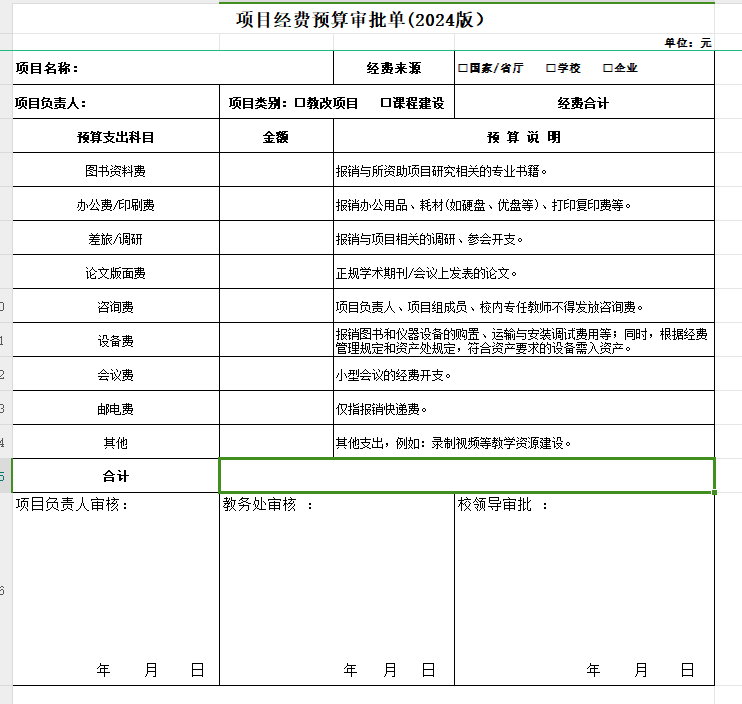 项目经费预算审批单(2024版）
单位：元
项目名称：
经费来源
□国家/省厅 □学校 □企业
项目负责人：
项目类别：□教改项目 □课程建设
经费合计
预算支出科目
金额
预 算 说 明
图书资料费
报销与所资助项目研究相关的专业书籍。
办公费/印刷费
报销办公用品、耗材(如硬盘、优盘等)、打印复印费等。
差旅/调研
报销与项目相关的调研、参会开支。
论文版面费
正规学术期刊/会议上发表的论文。
0
咨询费
项目负责人、项目组成员、校内专任教师不得发放咨询费。
1
设备费
报销图书和仪器设备的购置、运输与安装调试费用等；同时，根据经费
管理规定和资产处规定，符合资产要求的设备需入资产。
2
会议费
小型会议的经费开支。
3
邮电费
仅指报销快递费。
4
其他
其他支出，例如：录制视频等教学资源建设。
5
合计
项目负责人审核：
教务处审核 ：
校领导审批 ：
6
年 月 日
年 月 日
年 月 日